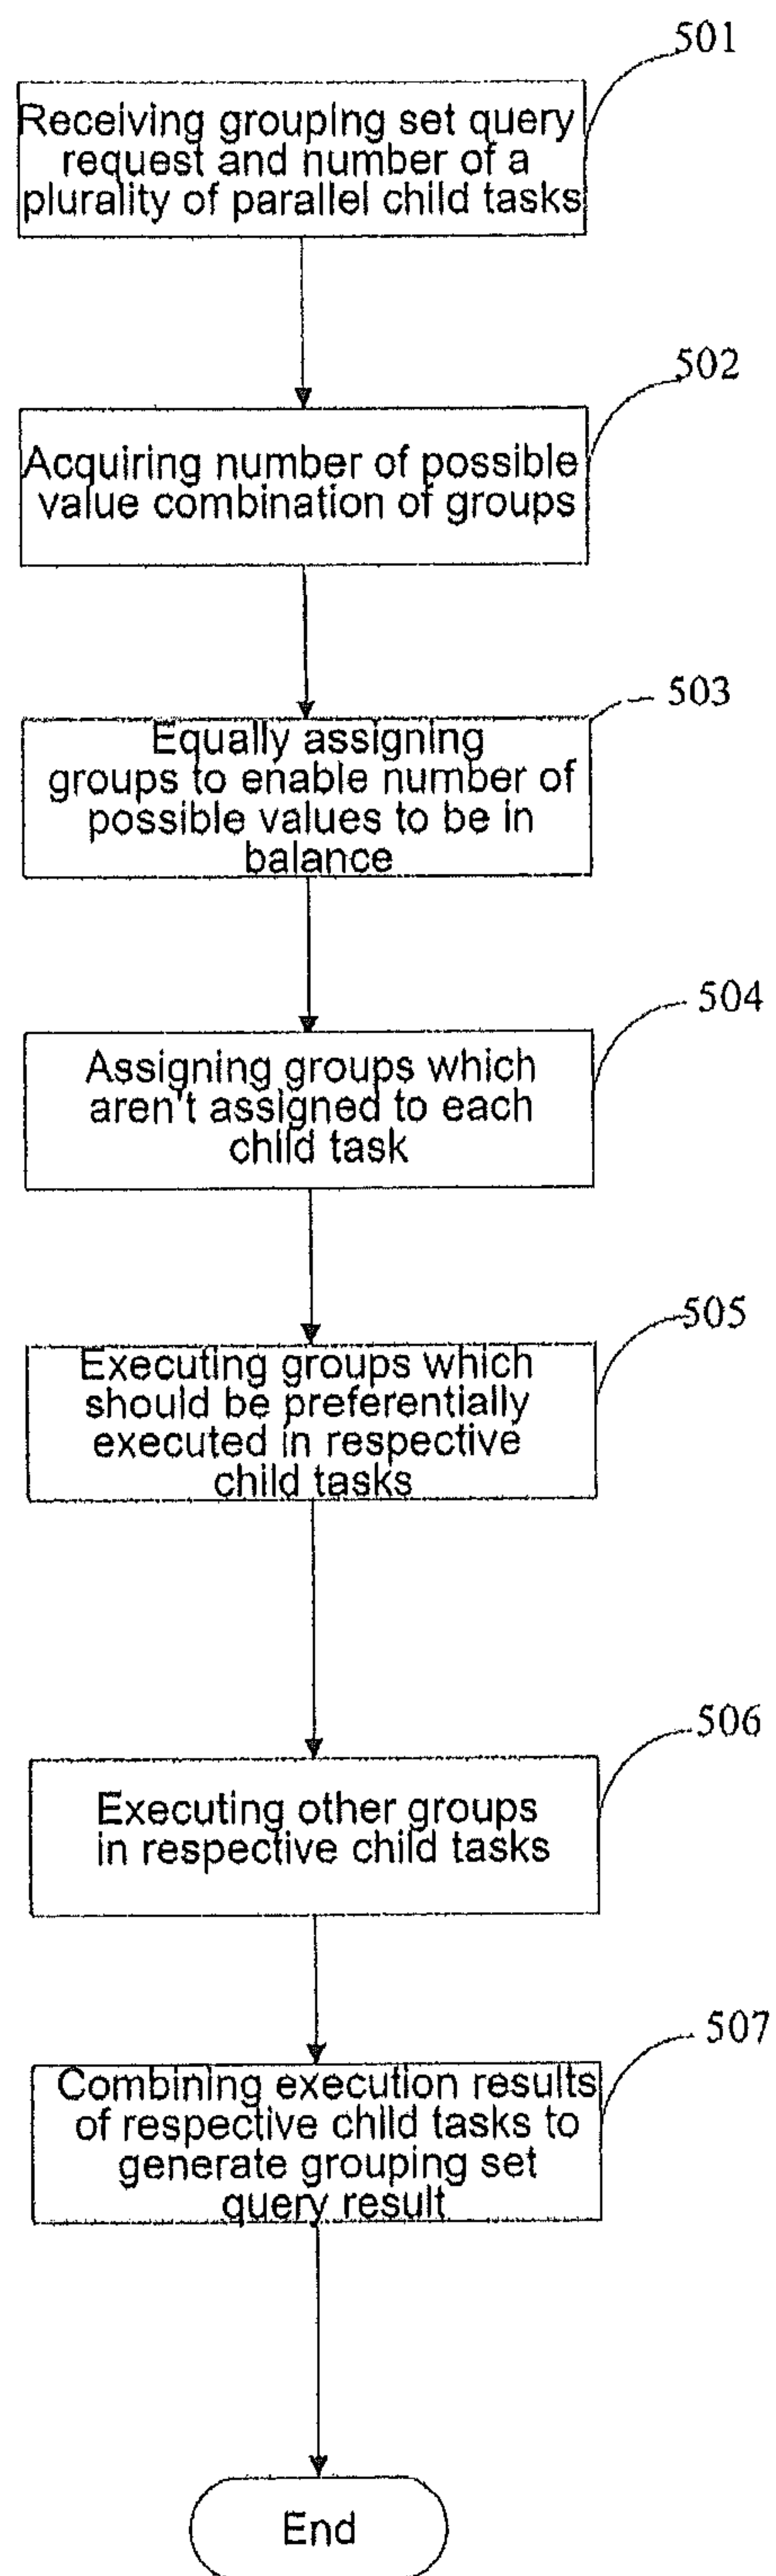 501
Receiving grouping set query
request and number of a
plurality of parallel child tasks
502
Acquiring number of possible
value combination of groups
503
Equally assigning
groups to enable number of
possible values to be in
balance
504
Assigning groups which
aren't assigned to each
child task
505
Executing groups which
should be preferentially
executed in respective
child tasks
506
Executing other groups
in respective child tasks
507
Combining execution results
of respective child tasks to
generate grouping set
query result
End